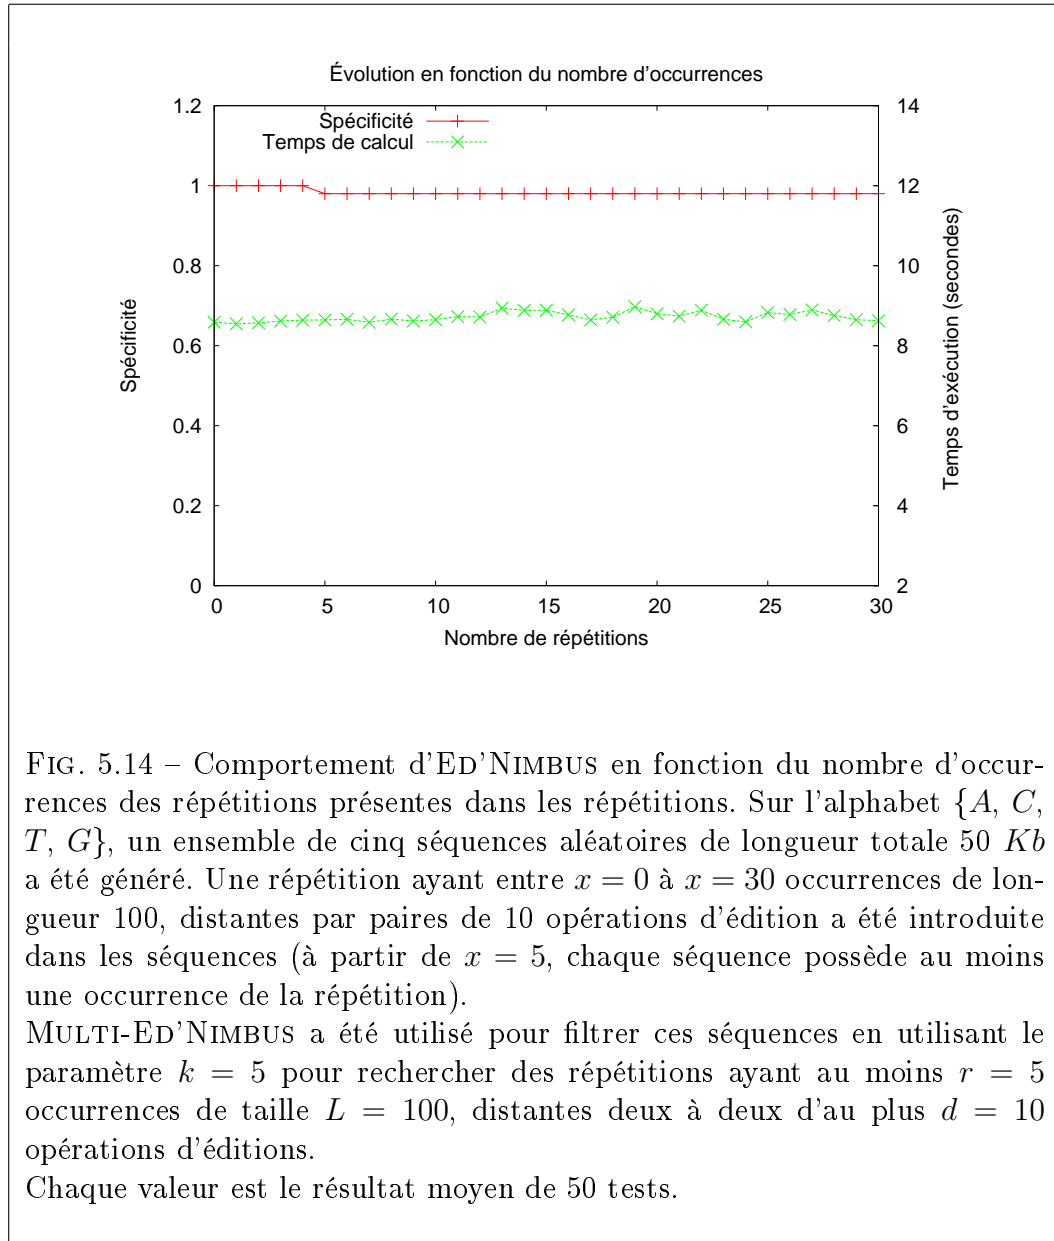 Évolution en fonction du nombre d'occurrences
1.2
14
Spécificité
Temps de calcul
1
12
0.8
10
0.6
8
0.4
6
0.2
4
0
2
Spécificité
Temps d'exécution (secondes)
0 5 10 15 20 25 30
Nombre de répétitions
FIG. 5.14 – Comportement d'ED'NIMBUS en fonction du nombre d'occur-
rences des répétitions présentes dans les répétitions. Sur l'alphabet {A, C,
T, G}, un ensemble de cinq séquences aléatoires de longueur totale 50 Kb
a été généré. Une répétition ayant entre x = 0 à x = 30 occurrences de lon-
gueur 100, distantes par paires de 10 opérations d'édition a été introduite
dans les séquences (à partir de x = 5, chaque séquence possède au moins
une occurrence de la répétition).
MULTI-ED'NIMBUS a été utilisé pour filtrer ces séquences en utilisant le
paramètre k = 5 pour rechercher des répétitions ayant au moins r = 5
occurrences de taille L = 100, distantes deux à deux d'au plus d = 10
opérations d'éditions.
Chaque valeur est le résultat moyen de 50 tests.